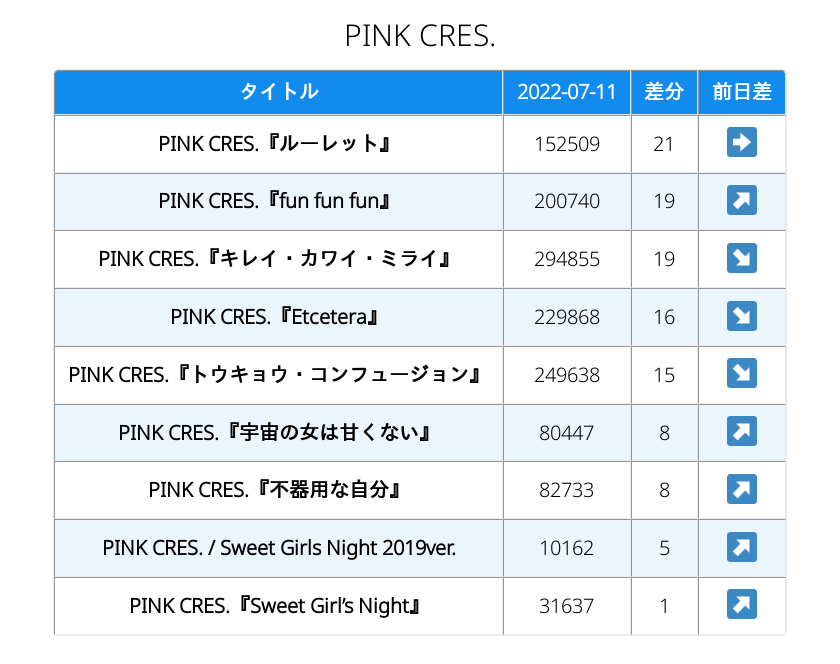 PINK CRES.
タイトル 2022-07-11 差分 前日差
PINK CRES.『ルーレット』 152509 21 ➡
PINK CRES.『fun fun fun』 200740 19 ↗
PINK CRES.『キレイ・カワイ・ミライ』 294855 19 ↘
PINK CRES.『Etcetera』 229868 16 ↘
PINK CRES.『トウキョウ・コンフュージョン』 249638 15 ↘
PINK CRES.『宇宙の女は甘くない』 80447 8 ↗
PINK CRES.『不器用な自分』 82733 8 ↗
PINK CRES. / Sweet Girls Night 2019ver. 10162 5 ↗
PINK CRES.『Sweet Girl’s Night』 31637 1 ↗